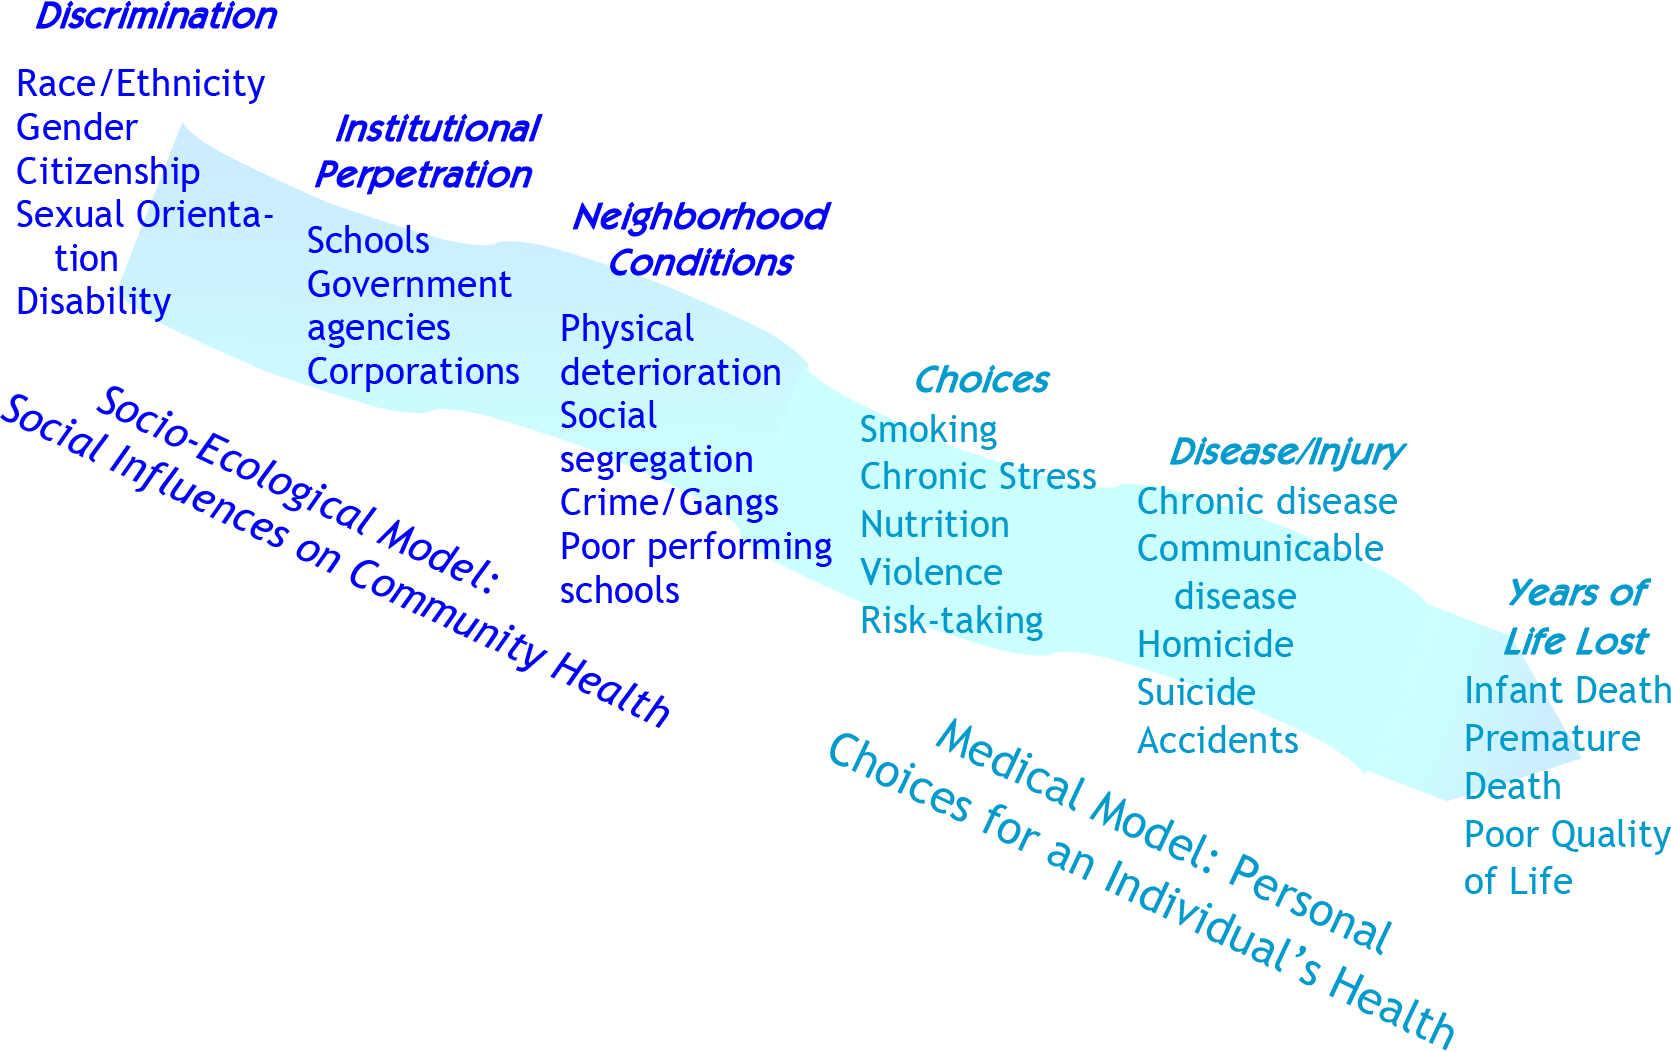 Discrimination
Race/Ethnicity
Gender
Citizenship
Sexual Orienta-
tion
Disability
Institutional
Perpetration
Schools
Government
agencies
Corporations
Neighborhood
Conditions
Physical
deterioration
Social
segregation
Crime/Gangs
Poor performing
schools
Socio-Ecological Model:
Social Influences on Community Health
Choices
Smoking
Chronic Stress
Nutrition
Violence
Risk-taking
Disease/Injury
Chronic disease
Communicable
disease
Homicide
Suicide
Accidents
Years of
Life Lost
Infant Death
Premature
Death
Poor Quality
of Life
Medical Model: Personal
Choices for an Individual’s Health